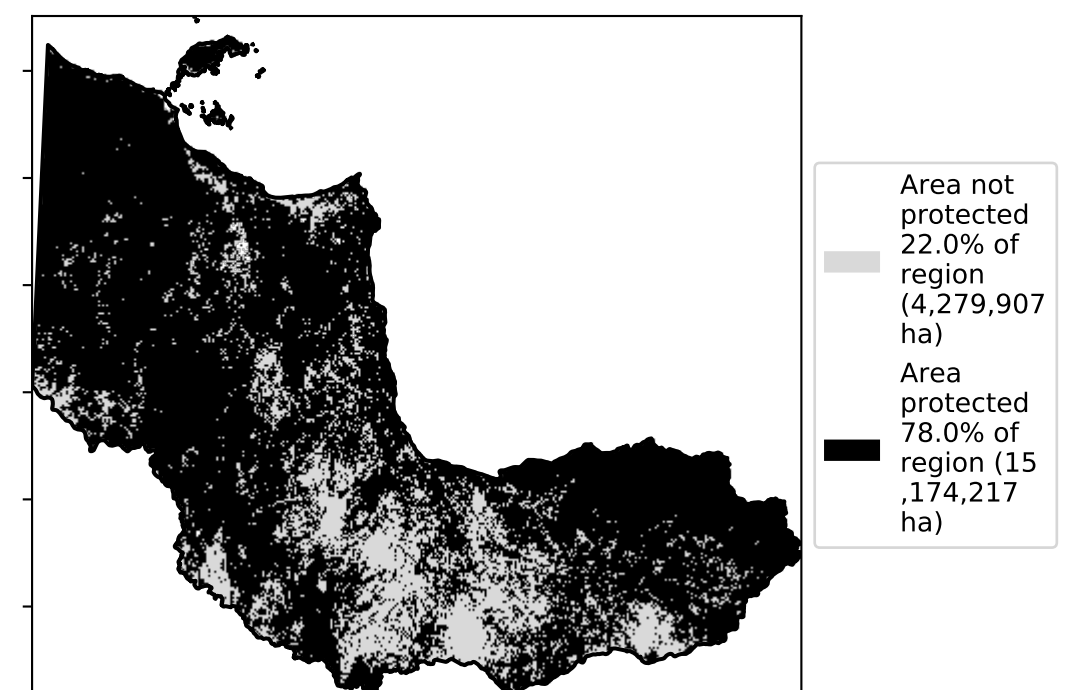 Area not
protected
22.0% of
region
(4,279,907
ha)
Area
protected
78.0% of
region (15
,174,217
ha)